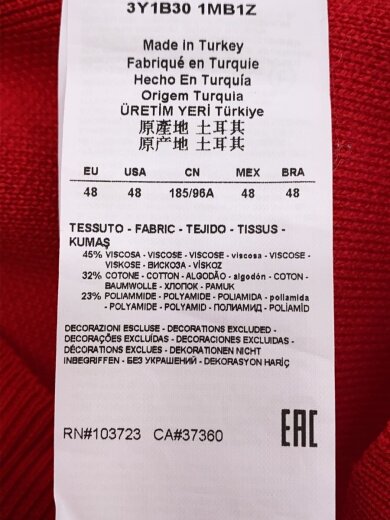 3Y1B30 1MB1Z
Made in Turkey
Fabriqué en Turquie
Hecho En Turquía
Origem Turquia
ÜRETİM YERİ Türkiye
原產地 土耳其
原产地 土耳其
EU USA CN MEX BRA
48 48 185/96A 48 48
TESSUTO - FABRIC - TEJIDO - TISSUS -
KUMAŞ
45% VISCOSA - VISCOSE - VISCOSE - viscosa - VISCOSE -
VISKOSE - ВИСКОЗА - VİSKOZ
32% COTONE - COTTON - ALGODÃO - algodón - COTON -
BAUMWOLLE - ХЛОПОК - PAMUK
23% POLIAMMIDE - POLYAMIDE - POLIAMIDA - poliamida
- POLYAMIDE - POLYAMID - ПОЛИАМИД - POLİAMİD
DECORAZIONI ESCLUSE - DECORATIONS EXCLUDED -
DECORAÇÕES EXCLUÍDAS - DECORACIONES EXCLUIDAS -
DÉCORATIONS EXCLUES - DEKORATIONEN NICHT
INBEGRIFFEN - БЕЗ УКРАШЕНИЙ - DEKORASYON HARİÇ
RN#103723 CA#37360 EAC